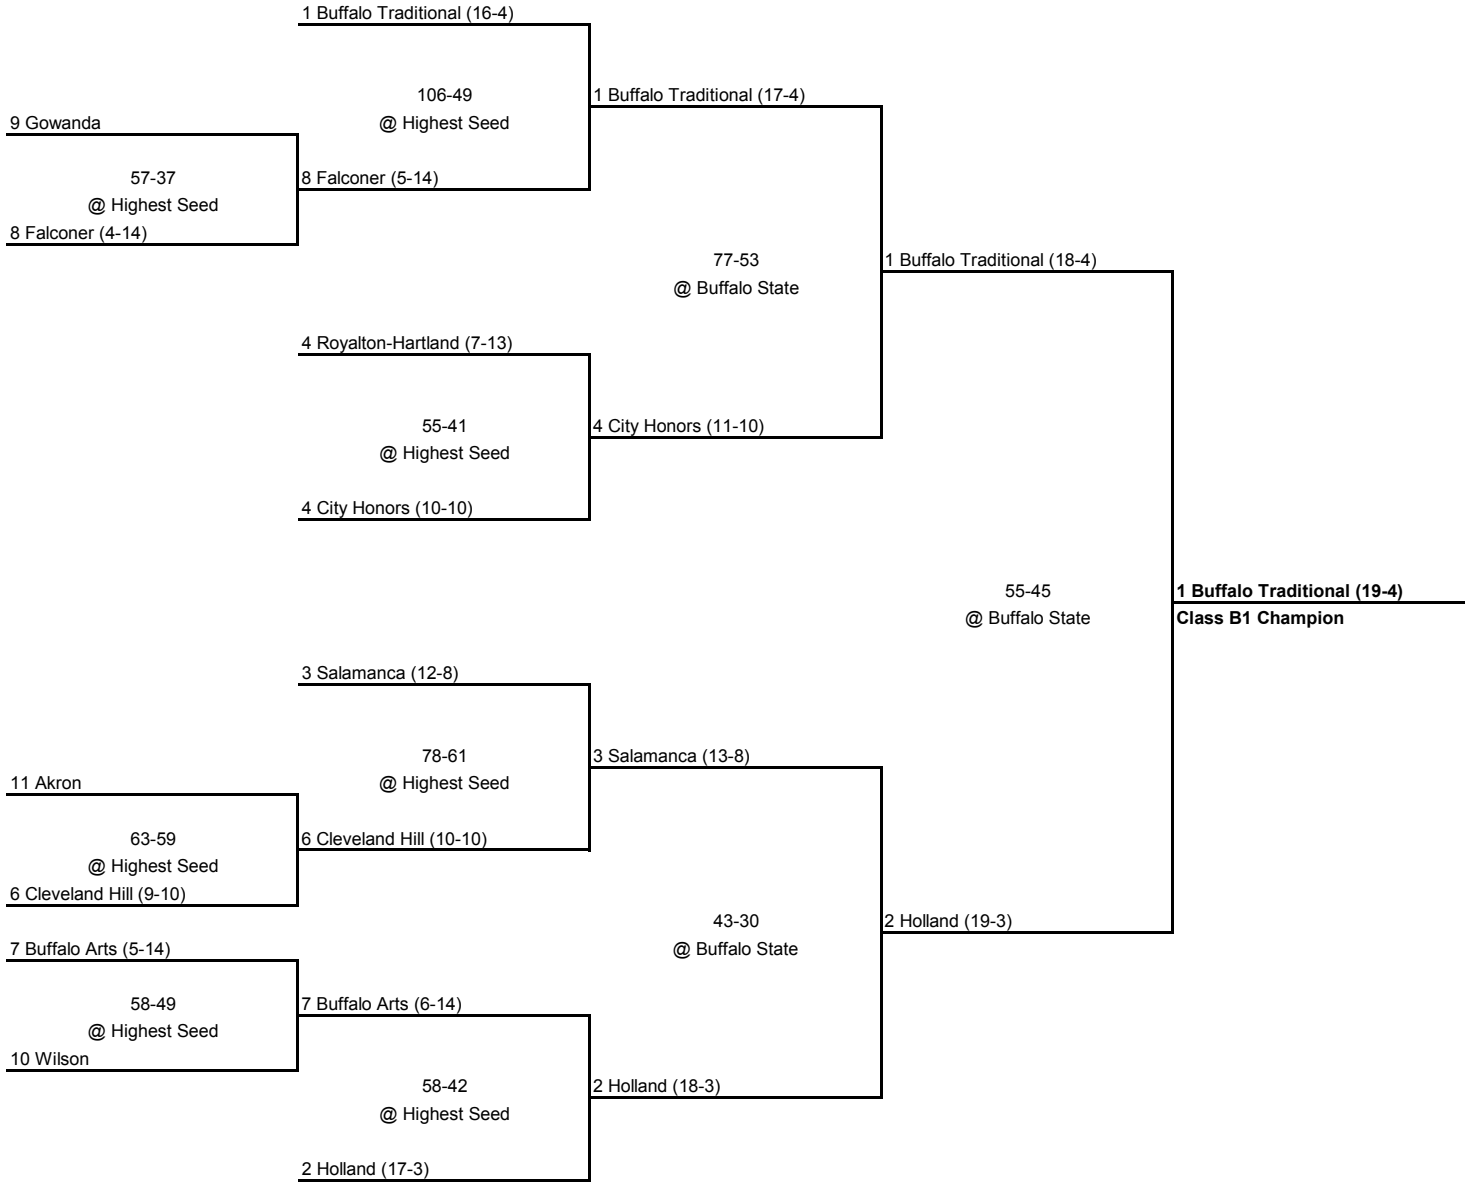 1 Buffalo Traditional (16-4)
106-49
@ Highest Seed
1 Buffalo Traditional (17-4)
9 Gowanda
57-37
@ Highest Seed
8 Falconer (5-14)
8 Falconer (4-14)
77-53
@ Buffalo State
1 Buffalo Traditional (18-4)
4 Royalton-Hartland (7-13)
55-41
@ Highest Seed
4 City Honors (11-10)
4 City Honors (10-10)
55-45
@ Buffalo State
1 Buffalo Traditional (19-4)
Class B1 Champion
3 Salamanca (12-8)
78-61
@ Highest Seed
3 Salamanca (13-8)
11 Akron
63-59
@ Highest Seed
6 Cleveland Hill (10-10)
6 Cleveland Hill (9-10)
43-30
@ Buffalo State
2 Holland (19-3)
7 Buffalo Arts (5-14)
58-49
@ Highest Seed
7 Buffalo Arts (6-14)
10 Wilson
58-42
@ Highest Seed
2 Holland (18-3)
2 Holland (17-3)